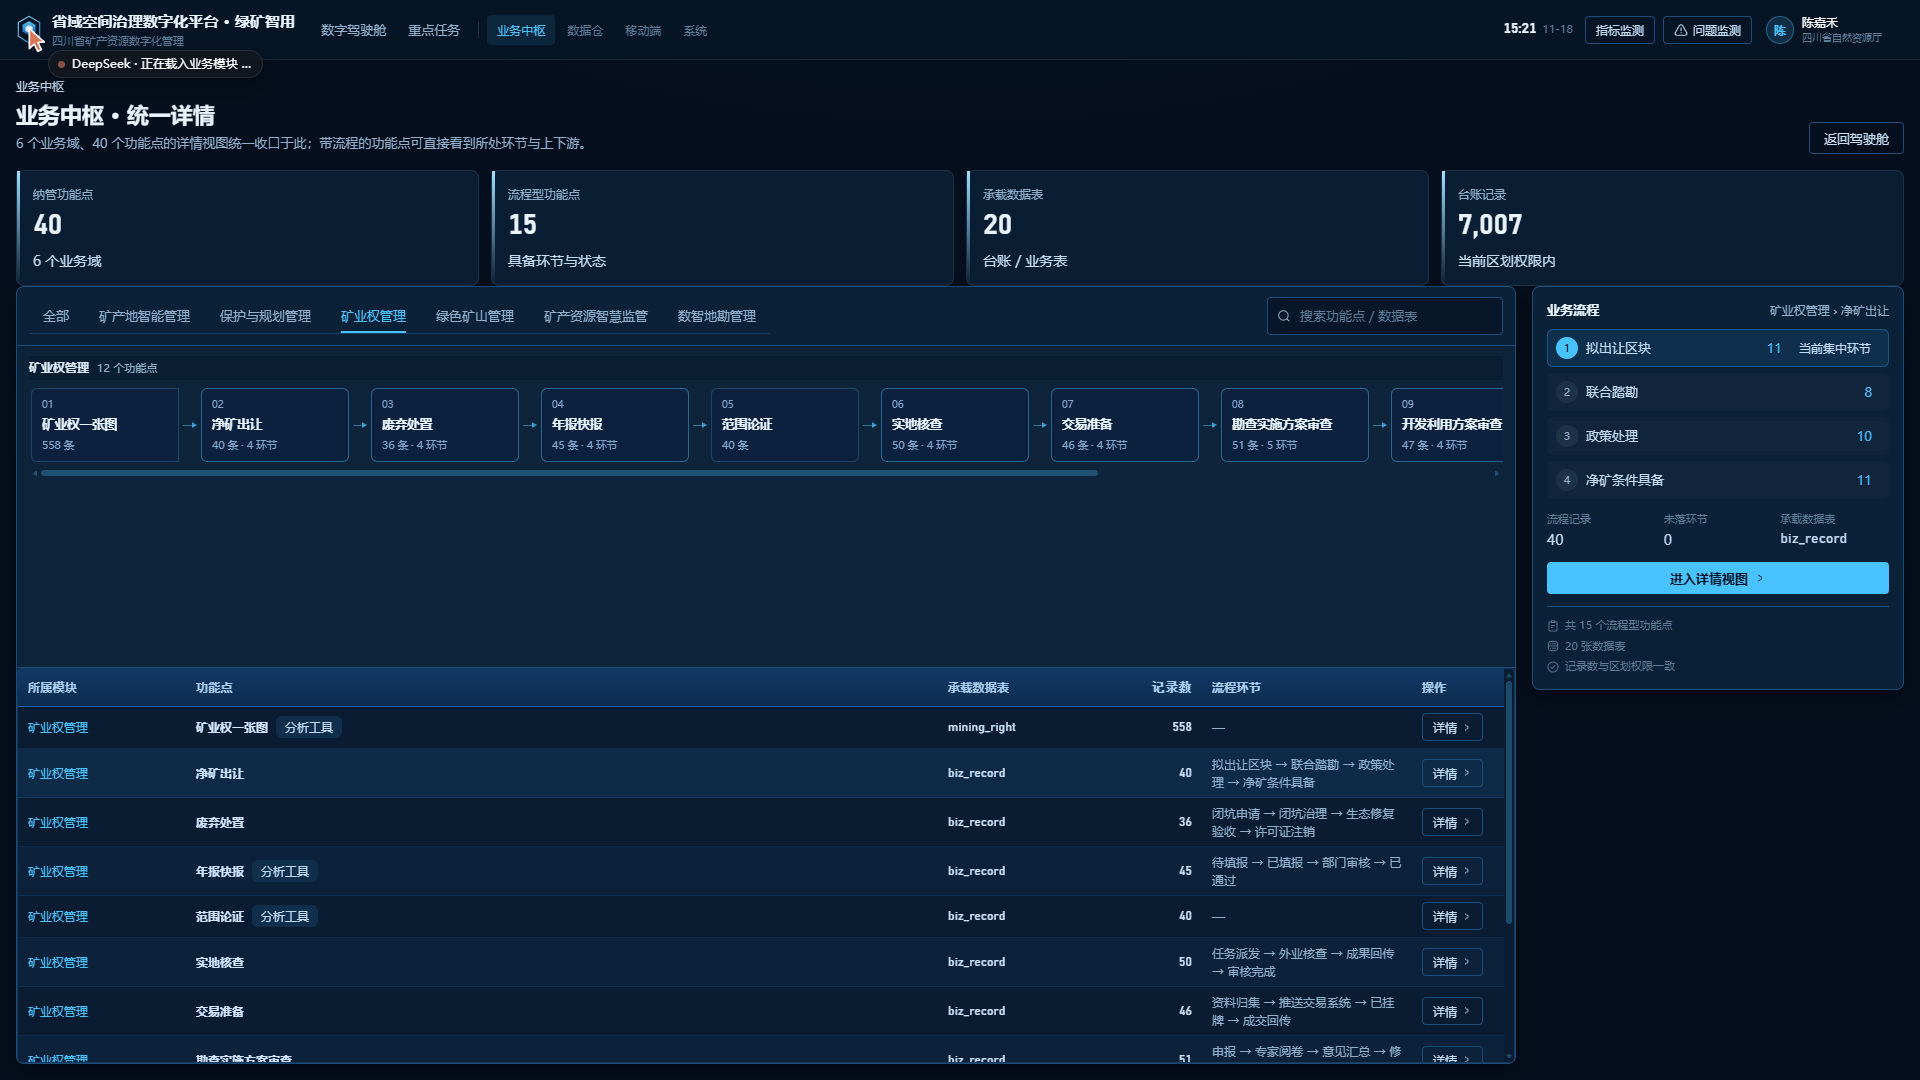 省域空间治理数字化平台 • 绿矿智用
四川省矿产资源数字化管理
数字驾驶舱
重点任务
业务中枢
数据仓
移动端
系统
15:21 11-18
指标监测
问题监测
陈
陈嘉禾
四川省自然资源厅
DeepSeek · 正在载入业务模块 ...
业务中枢
业务中枢 • 统一详情
6 个业务域、40 个功能点的详情视图统一收口于此；带流程的功能点可直接看到所处环节与上下游。
返回驾驶舱
纳管功能点
40
6 个业务域
流程型功能点
15
具备环节与状态
承载数据表
20
台账 / 业务表
台账记录
7,007
当前区划权限内
全部
矿产地智能管理
保护与规划管理
矿业权管理
绿色矿山管理
矿产资源智慧监管
数智地勘管理
搜索功能点 / 数据表
矿业权管理 12 个功能点
01
矿业权一张图
558 条
02
净矿出让
40 条 · 4 环节
03
废弃处置
36 条 · 4 环节
04
年报快报
45 条 · 4 环节
05
范围论证
40 条
06
实地核查
50 条 · 4 环节
07
交易准备
46 条 · 4 环节
08
勘查实施方案审查
51 条 · 5 环节
09
开发利用方案审查
47 条 · 4 环节
所属模块 功能点 承载数据表 记录数 流程环节 操作
矿业权管理 矿业权一张图 分析工具 mining_right 558 — 详情
矿业权管理 净矿出让 biz_record 40 拟出让区块 → 联合踏勘 → 政策处
理 → 净矿条件具备 详情
矿业权管理 废弃处置 biz_record 36 闭坑申请 → 闭坑治理 → 生态修复
验收 → 许可证注销 详情
矿业权管理 年报快报 分析工具 biz_record 45 待填报 → 已填报 → 部门审核 → 已
通过 详情
矿业权管理 范围论证 分析工具 biz_record 40 — 详情
矿业权管理 实地核查 biz_record 50 任务派发 → 外业核查 → 成果回传
→ 审核完成 详情
矿业权管理 交易准备 biz_record 46 资料归集 → 推送交易系统 → 已挂
牌 → 成交回传 详情
矿业权管理 勘查实施方案审查 biz_record 51 申报 → 专家阅卷 → 意见汇总 → 修 详情
业务流程
矿业权管理 › 净矿出让
1 拟出让区块 11 当前集中环节
2 联合踏勘 8
3 政策处理 10
4 净矿条件具备 11
流程记录
40
未落环节
0
承载数据表
biz_record
进入详情视图
共 15 个流程型功能点
20 张数据表
记录数与区划权限一致